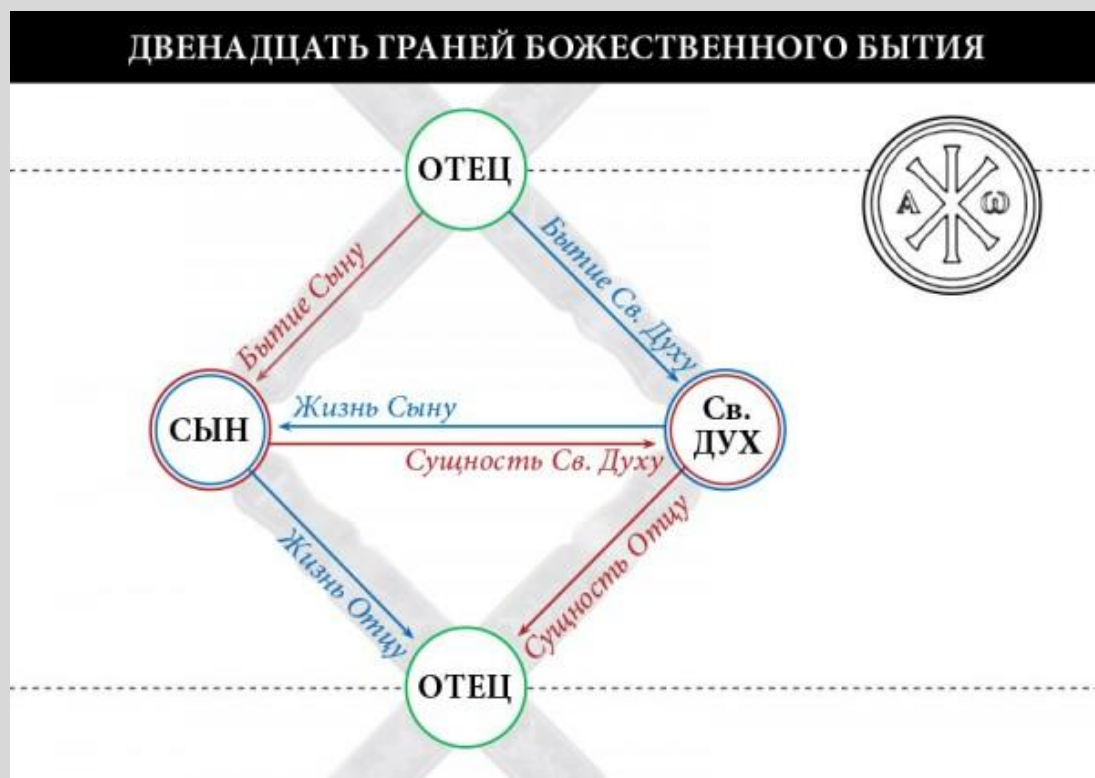 ДВЕНАДЦАТЬ ГРАНЕЙ БОЖЕСТВЕННОГО БЫТИЯ
ОТЕЦ
Α ω
Бытие Сыну
Бытие Св. Духу
СЫН
Жизнь Сыну
Св.
ДУХ
Сущность Св. Духу
Жизнь Отцу
Сущность Отцу
ОТЕЦ